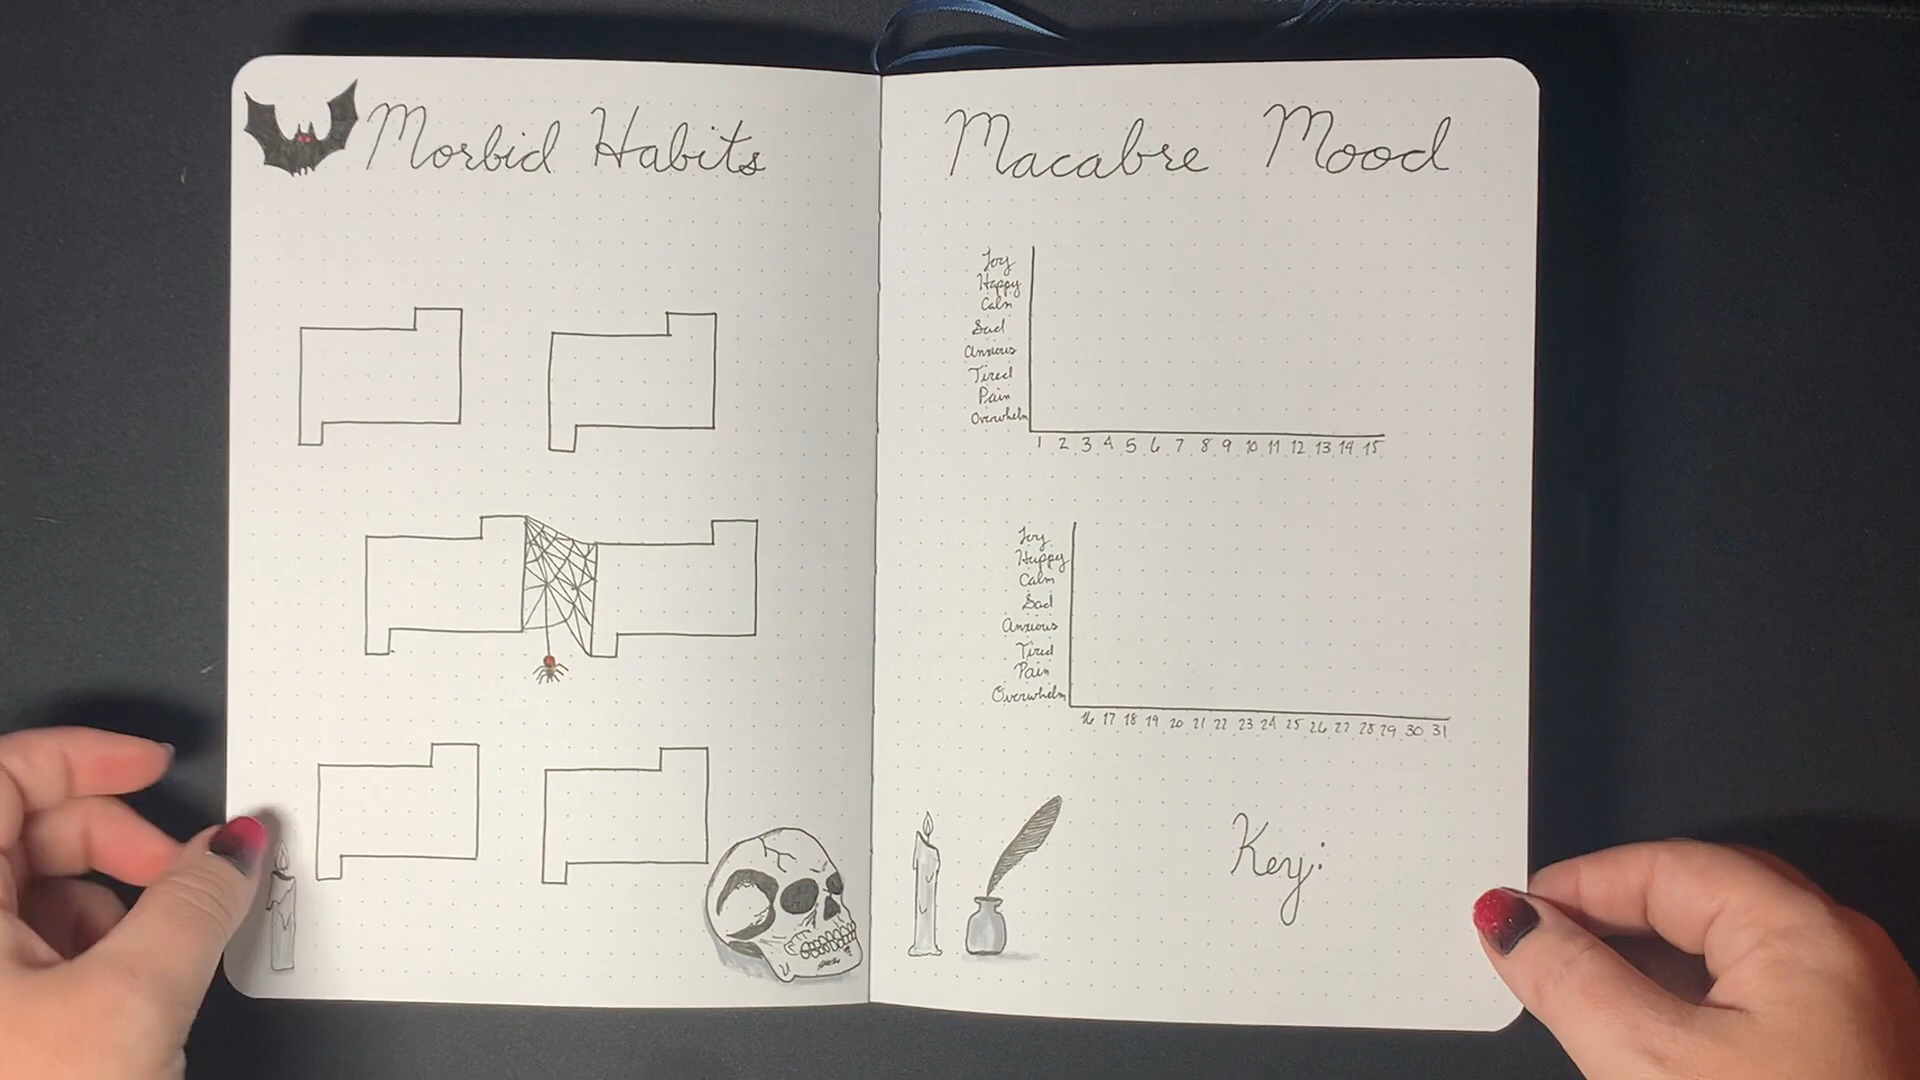 Morbid Habits
Macabre Mood
Joy
Happy
Calm
Sad
Anxious
Tired
Pain
Overwhelm
1 2 3 4 5 6 7 8 9 10 11 12 13 14 15
Joy
Happy
Calm
Sad
Anxious
Tired
Pain
Overwhelm
16 17 18 19 20 21 22 23 24 25 26 27 28 29 30 31
Key: